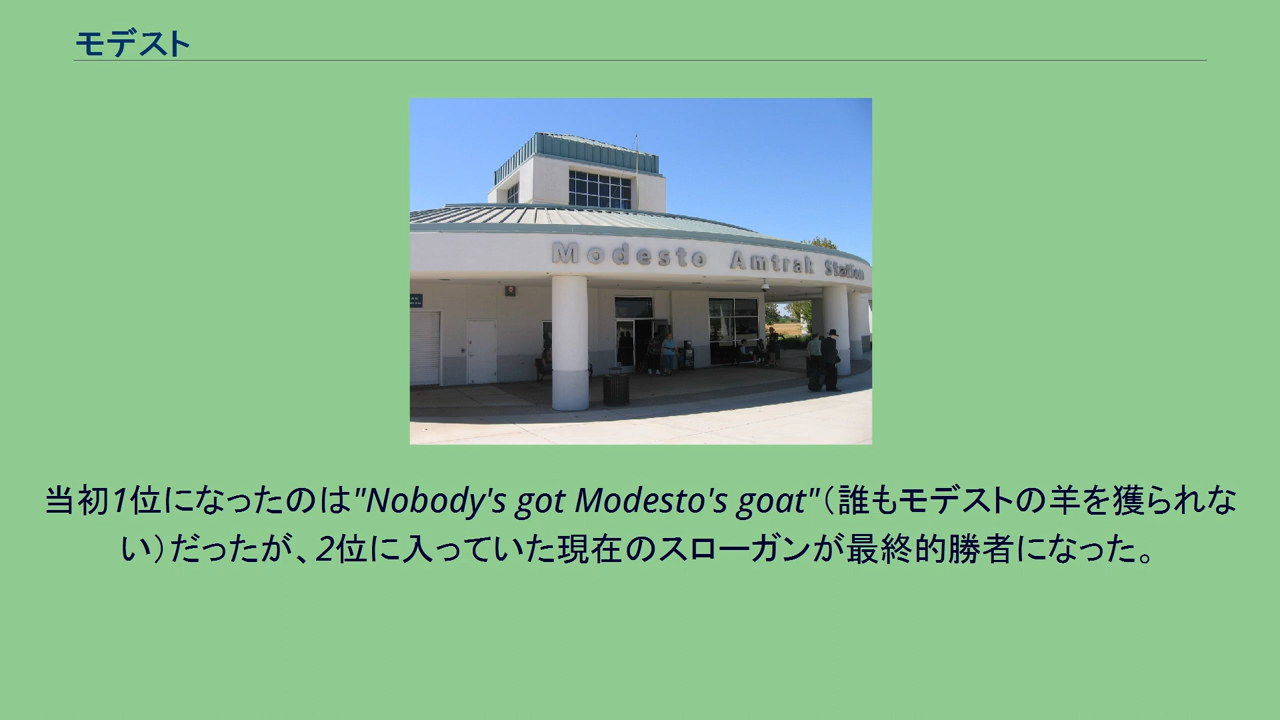 モデスト
Modesto Amtrak Station
当初1位になったのは"Nobody's got Modesto's goat"（誰もモデストの羊を獲られな
い）だったが、2位に入っていた現在のスローガンが最終的勝者になった。